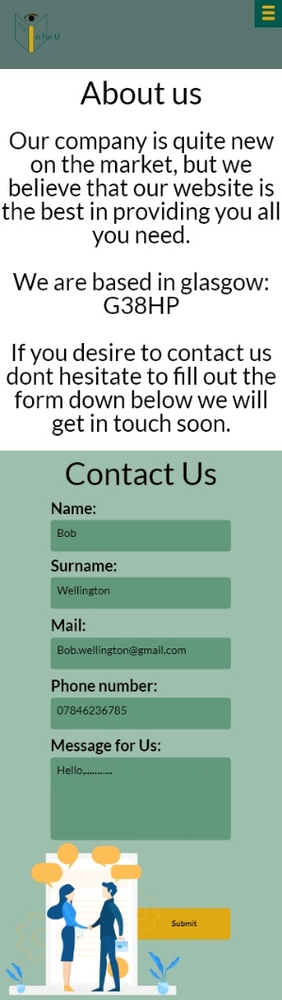 is For U
About us
Our company is quite new
on the market, but we
believe that our website is
the best in providing you all
you need.
We are based in glasgow:
G38HP
If you desire to contact us
dont hesitate to fill out the
form down below we will
get in touch soon.
Contact Us
Name:
Bob
Surname:
Wellington
Mail:
Bob.wellington@gmail.com
Phone number:
07846236785
Message for Us:
Hello,..........
Submit